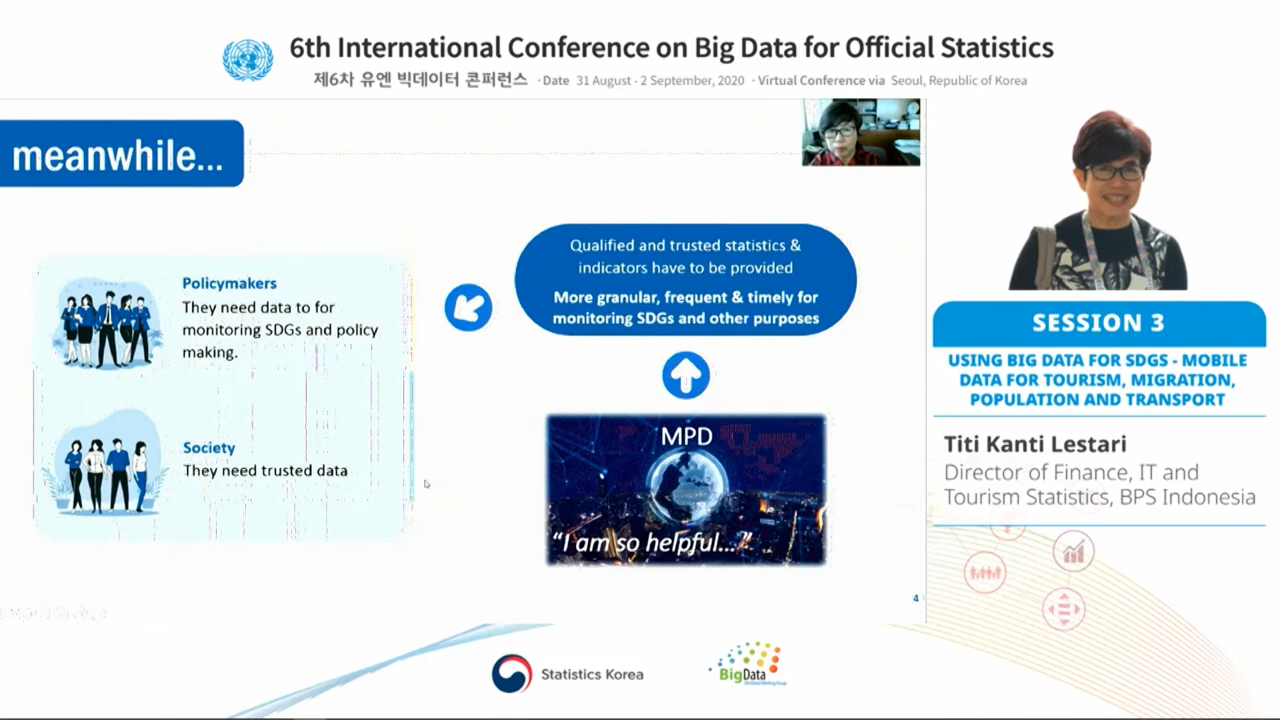 6th International Conference on Big Data for Official Statistics
제6차 유엔 빅데이터 콘퍼런스 · Date 31 August - 2 September, 2020 · Virtual Conference via Seoul, Republic of Korea
meanwhile...
Policymakers
They need data to for
monitoring SDGs and policy
making.
Society
They need trusted data
Qualified and trusted statistics &
indicators have to be provided
More granular, frequent & timely for
monitoring SDGs and other purposes
MPD
“I am so helpful...”
4
SESSION 3
USING BIG DATA FOR SDGS - MOBILE
DATA FOR TOURISM, MIGRATION,
POPULATION AND TRANSPORT
Titi Kanti Lestari
Director of Finance, IT and
Tourism Statistics, BPS Indonesia
Statistics Korea
BigData